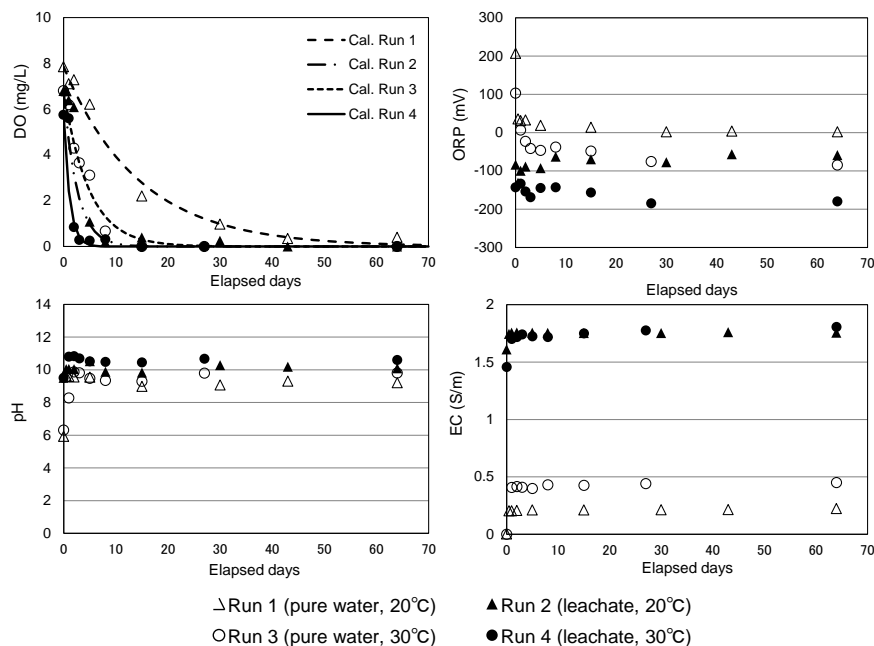 10
8
6
4
2
0
DO (mg/L)
0 10 20 30 40 50 60 70
Elapsed days
Cal. Run 1
Cal. Run 2
Cal. Run 3
Cal. Run 4
300
200
100
0
-100
-200
-300
ORP (mV)
0 10 20 30 40 50 60 70
Elapsed days
14
12
10
8
6
4
2
0
pH
0 10 20 30 40 50 60 70
Elapsed days
2
1.5
1
0.5
0
EC (S/m)
0 10 20 30 40 50 60 70
Elapsed days
Run 1 (pure water, 20°C)
Run 2 (leachate, 20°C)
Run 3 (pure water, 30°C)
Run 4 (leachate, 30°C)